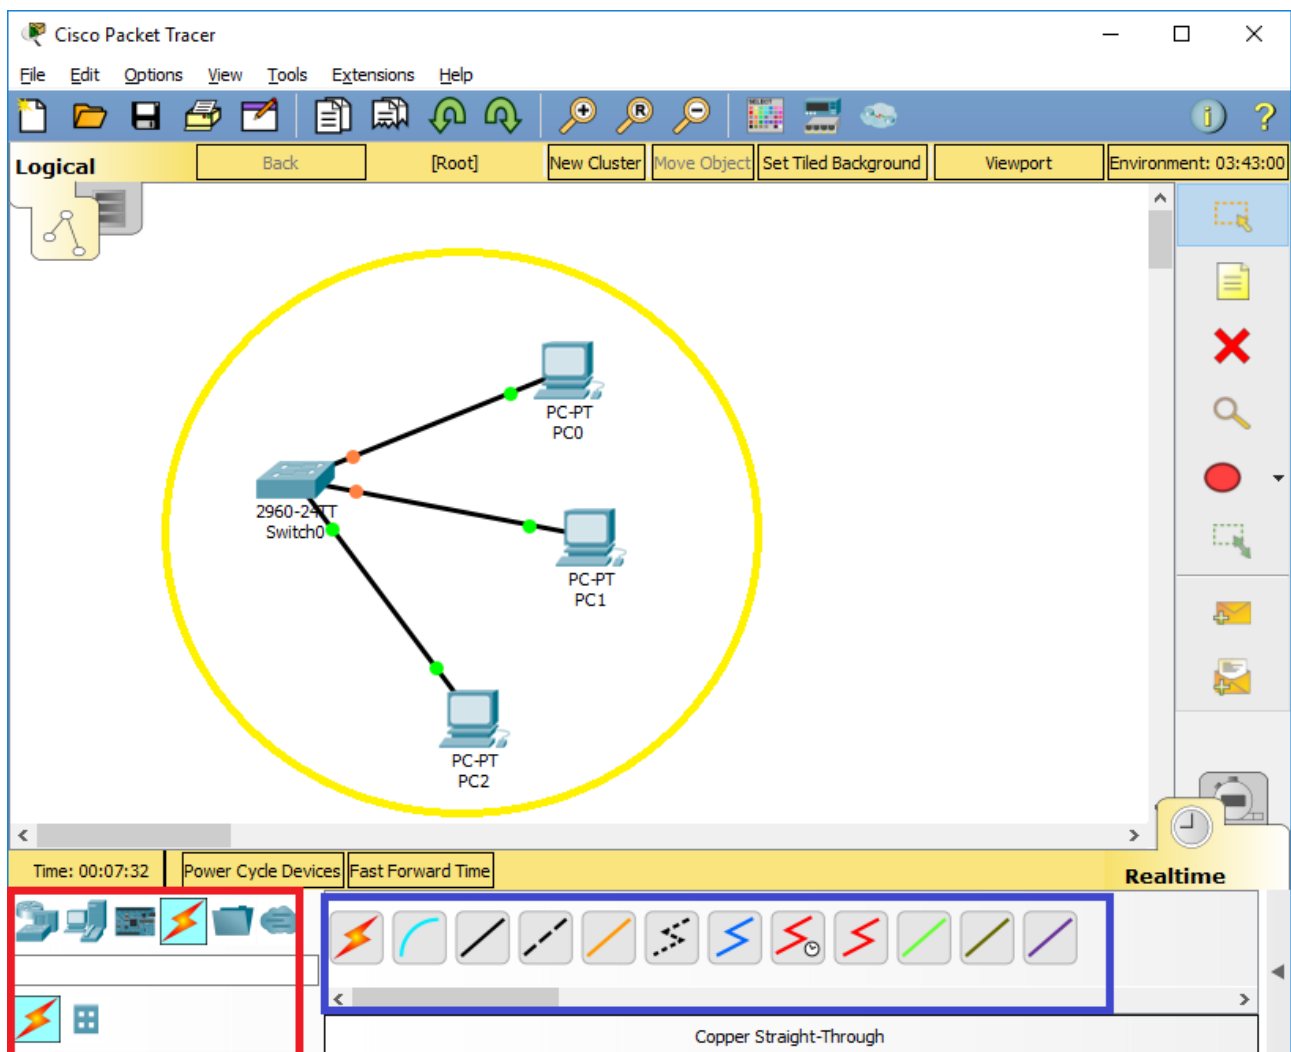 Cisco Packet Tracer
File Edit Options View Tools Extensions Help
SELECT
R
i ?
Logical Back [Root] New Cluster Move Object Set Tiled Background Viewport Environment: 03:43:00
PC-PT
PC0
2960-24TT
Switch0
PC-PT
PC1
PC-PT
PC2
Time: 00:07:32 Power Cycle Devices Fast Forward Time Realtime
Copper Straight-Through